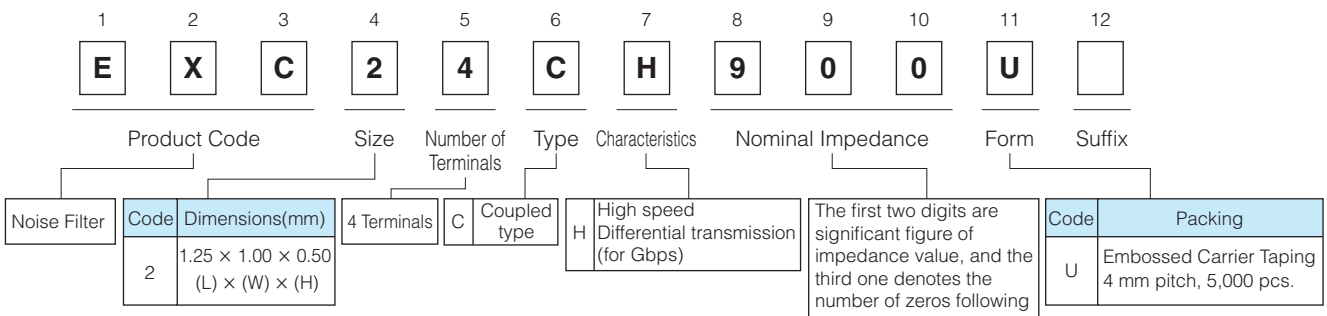 1 2 3 4 5 6 7 8 9 10 11 12
E X C 2 4 C H 9 0 0 U
Product Code Size Number of Terminals Type Characteristics Nominal Impedance Form Suffix
Noise Filter
Code Dimensions(mm)
2 1.25 × 1.00 × 0.50
(L) × (W) × (H)
4 Terminals
C Coupled
type
H High speed
Differential transmission
(for Gbps)
The first two digits are
significant figure of
impedance value, and the
third one denotes the
number of zeros following
Code Packing
U Embossed Carrier Taping
4 mm pitch, 5,000 pcs.